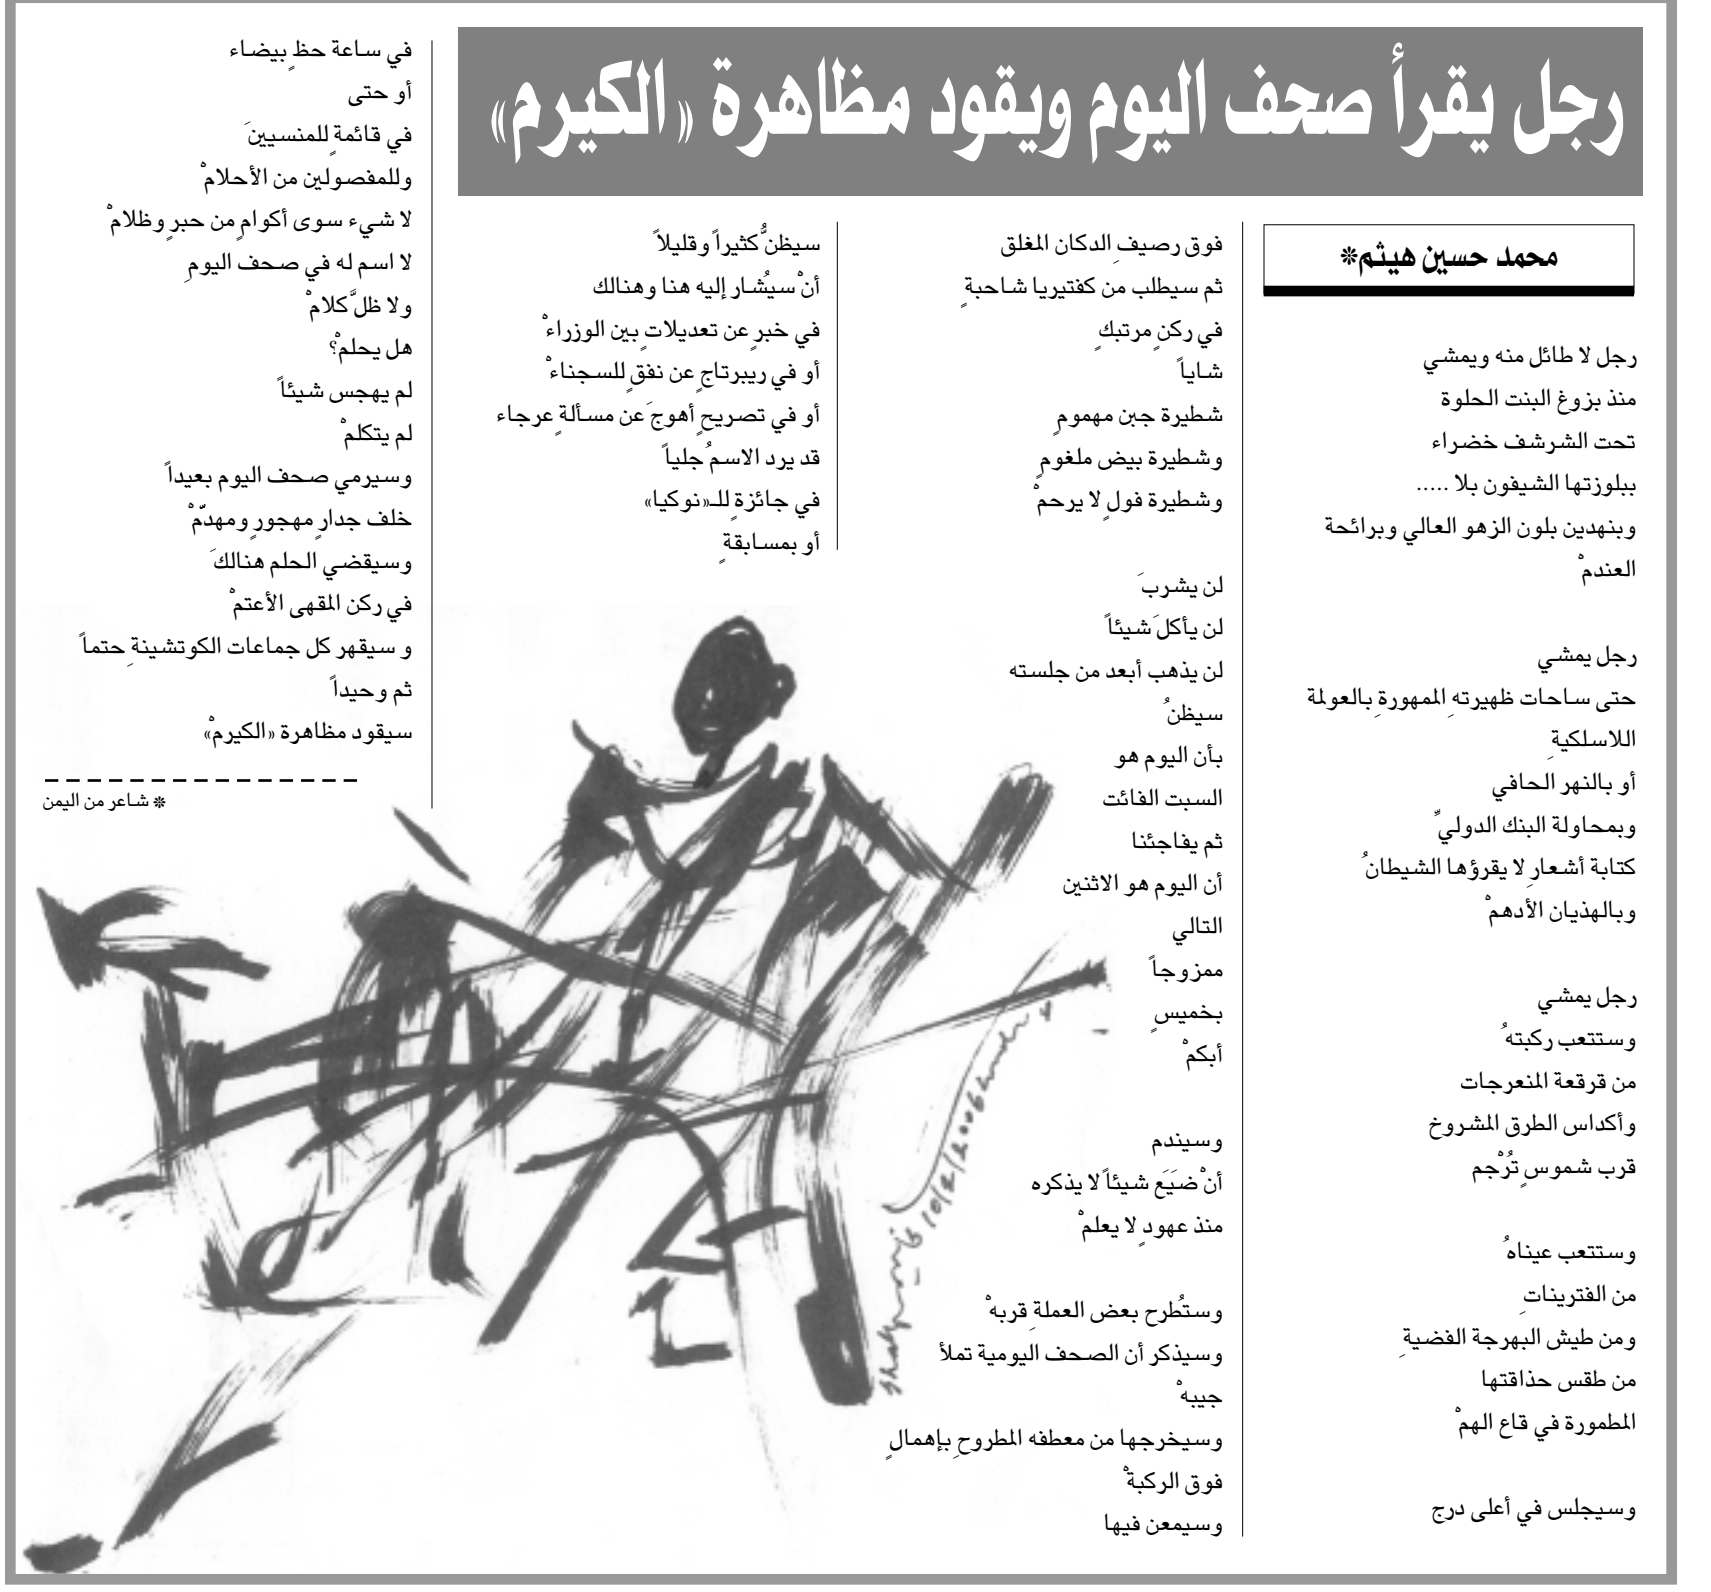 رجل يقرأ صحف اليوم ويقود مظاهرة «الكيرم»
محمد حسين هيثم*
رجل لا طائل منه ويمشي
منذ بزوغ البنت الحلوة
تحت الشرشف خضراء
ببلوزتها الشيفون بلا .....
وبنهدين بلون الزهو العالي وبرائحة
العندمْ
رجل يمشي
حتى ساحات ظهيرتهِ الممهورةِ بالعولمة
اللاسلكيةِ
أو بالنهر الحافي
وبمحاولة البنك الدوليِّ
كتابة أشعارٍ لا يقرؤها الشيطانُ
وبالهذيان الأدهمْ
رجل يمشي
وستتعب ركبتهُ
من قرقعة المنعرجات
وأكداس الطرق المشروخ
قرب شموسٍ تُرْجم
وستتعب عيناهُ
من الفتريناتِ
ومن طيش البهرجة الفضيةِ
من طقس حذاقتها
المطمورة في قاع الهمْ
وسيجلس في أعلى درج
فوق رصيفِ الدكان المغلق
ثم سيطلب من كفتيريا شاحبةٍ
في ركنٍ مرتبكٍ
شاياً
شطيرة جبن مهمومٍ
وشطيرة بيض ملغومٍ
وشطيرة فولٍ لا يرحمْ
لن يشربَ
لن يأكلَ شيئاً
لن يذهب أبعد من جلسته
سيظنُ
بأن اليوم هو
السبت الفائت
ثم يفاجئنا
أن اليوم هو الاثنين
التالي
ممزوجاً
بخميسٍ
أبكمْ
وسيندم
أنْ ضَيَع شيئاً لا يذكره
منذ عهودٍ لا يعلمْ
وستُطرح بعض العملةِ قربهْ
وسيذكر أن الصحف اليومية تملأ
جيبهْ
وسيخرجها من معطفه المطروحِ بإهمالٍ
فوق الركبةْ
وسيمعن فيها
سيظنُّ كثيراً وقليلاً
أنْ سيُشار إليه هنا وهنالك
في خبرٍ عن تعديلاتٍ بين الوزراءْ
أو في ريبرتاجٍ عن نفقٍ للسجناءْ
أو في تصريحٍ أهوجَ عن مسألةٍ عرجاء
قد يرد الاسمُ جلياً
في جائزةٍ للـ«نوكيا»
أو بمسابقةٍ
في ساعة حظٍ بيضاء
أو حتى
في قائمةٍ للمنسيينَ
وللمفصولين من الأحلامْ
لا شيء سوى أكوامٍ من حبرٍ وظلامْ
لا اسم له في صحف اليومِ
ولا ظلَّ كلامْ
هل يحلمْ؟
لم يهجس شيئاً
لم يتكلمْ
وسيرمي صحف اليوم بعيداً
خلف جدارٍ مهجورٍ ومهدّمْ
وسيقضي الحلم هنالكَ
في ركن المقهى الأعتمْ
و سيقهر كل جماعات الكوتشينةِ حتماً
ثم وحيداً
سيقود مظاهرة «الكيرمْ»
* شاعر من اليمن
10/2/2006